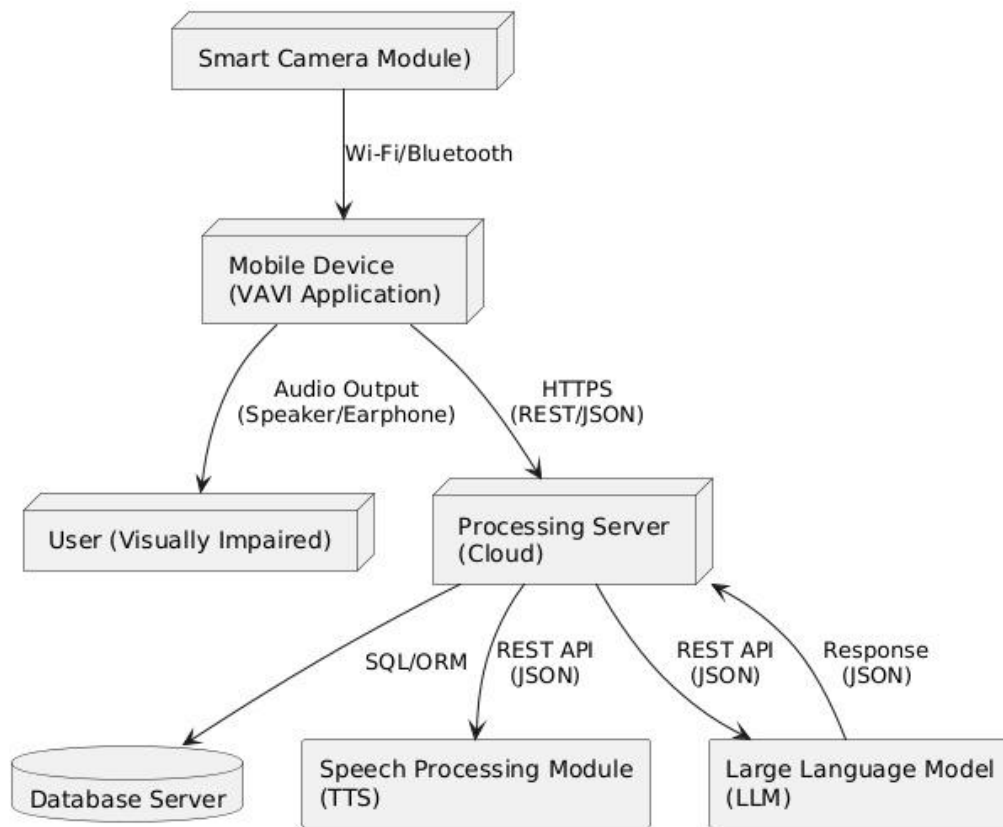 Smart Camera Module)
Wi-Fi/Bluetooth
Mobile Device
(VAVI Application)
Audio Output
(Speaker/Earphone)
HTTPS
(REST/JSON)
User (Visually Impaired)
Processing Server
(Cloud)
SQL/ORM
REST API
(JSON)
REST API
(JSON)
Response
(JSON)
Database Server
Speech Processing Module
(TTS)
Large Language Model
(LLM)